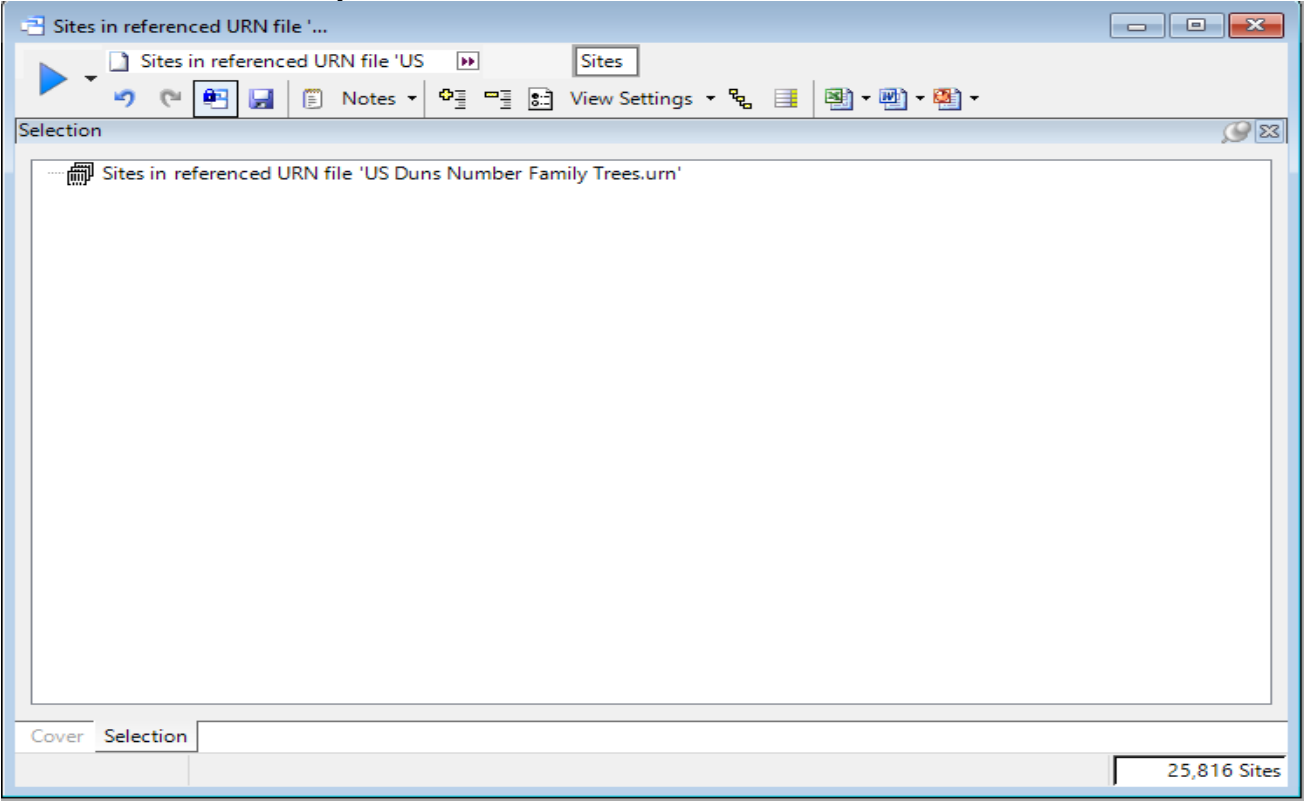 Sites in referenced URN file '...
Sites in referenced URN file 'US
Sites
Notes
View Settings
Selection
Sites in referenced URN file 'US Duns Number Family Trees.urn'
Cover Selection
25,816 Sites